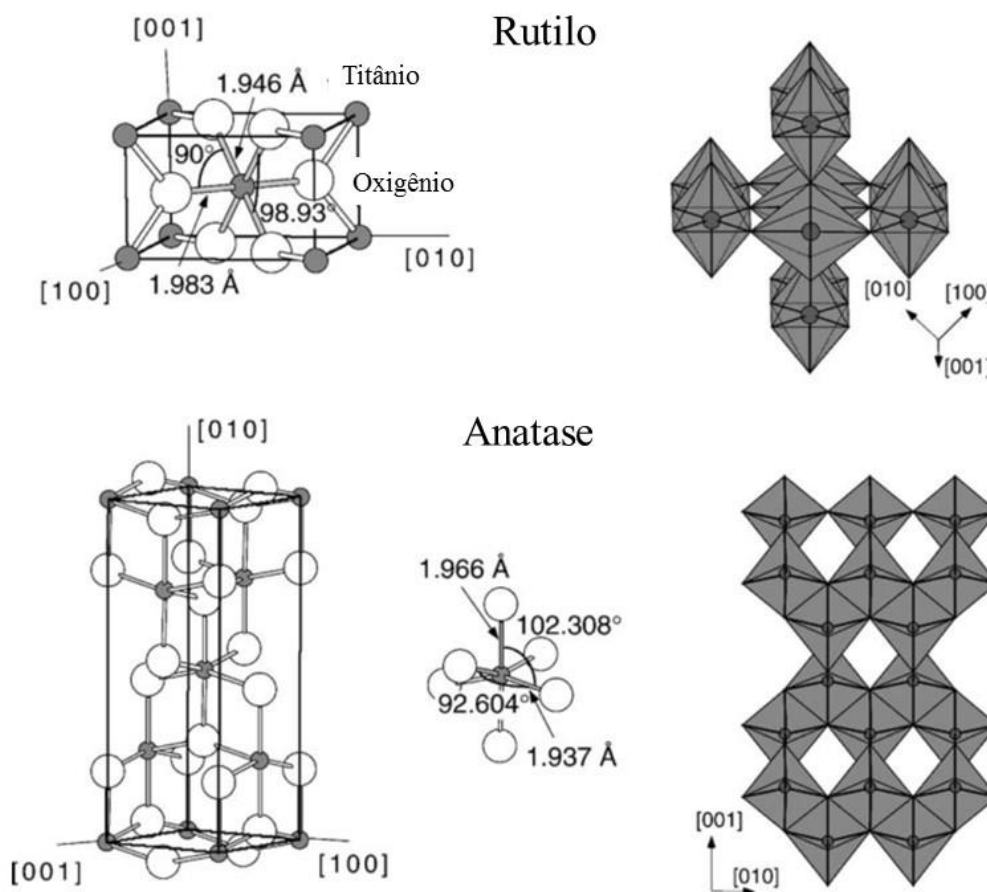 Rutilo
[001]
Titânio
1.946 Å
90°
Oxigênio
98.93°
[010]
[100]
1.983 Å
[010]
[100]
[001]
Anatase
[010]
1.966 Å
102.308°
92.604°
1.937 Å
[001]
[100]
[001]
[010]